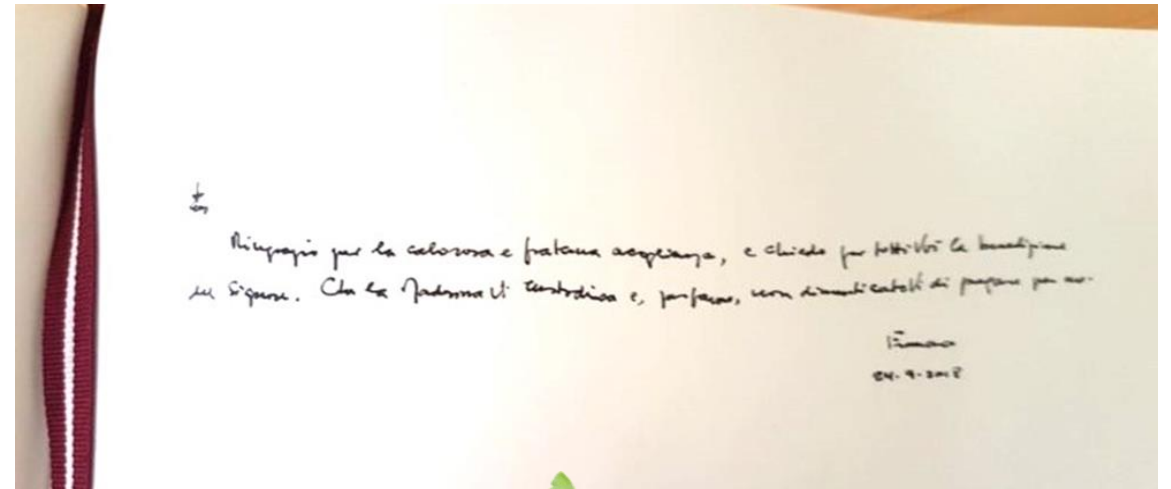 Ringrazio per la calorosa e fraterna accoglienza, e chiedo per tutti Voi la benedizione
del Signore. Che la Madonna Vi custodisca e, per favore, non dimenticatevi di pregare per me.
Francesco
24-9-2018